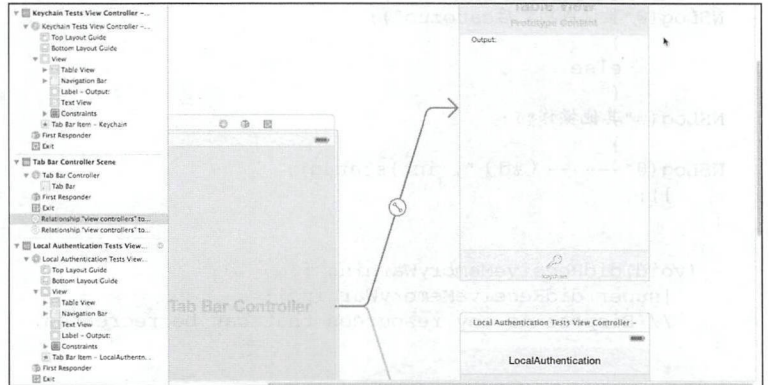 Keychain Tests View Controller -...
Keychain Tests View Controller -...
Top Layout Guide
Bottom Layout Guide
View
Table View
Navigation Bar
Label - Output:
Text View
Constraints
Tab Bar Item - Keychain
First Responder
Exit
Tab Bar Controller Scene
Tab Bar Controller
Tab Bar
First Responder
Exit
Relationship "view controllers" to...
Relationship "view controllers" to...
Local Authentication Tests View...
Local Authentication Tests View...
Top Layout Guide
Bottom Layout Guide
View
Table View
Navigation Bar
Text View
Label - Output:
Constraints
Tab Bar Item - LocalAuthentn...
First Responder
Exit
Tab Bar Controller
Table View
Prototype Content
Output:
Local Authentication Tests View Controller -
LocalAuthentication